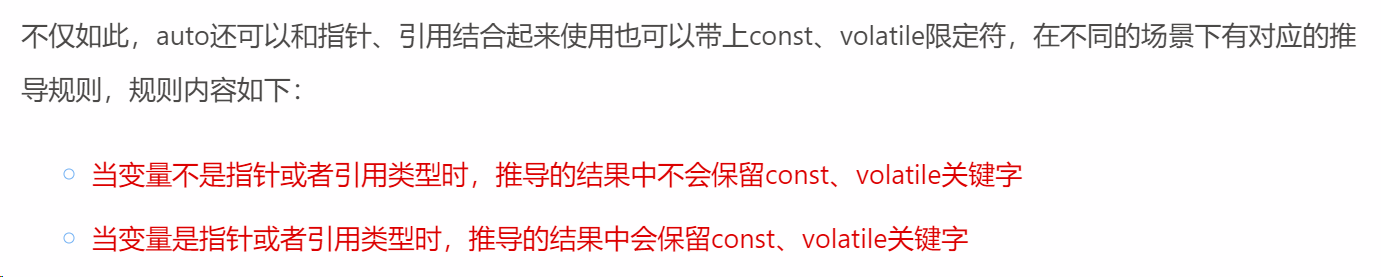 不仅如此，auto还可以和指针、引用结合起来使用也可以带上const、volatile限定符，在不同的场景下有对应的推
导规则，规则内容如下：
当变量不是指针或者引用类型时，推导的结果中不会保留const、volatile关键字
当变量是指针或者引用类型时，推导的结果中会保留const、volatile关键字